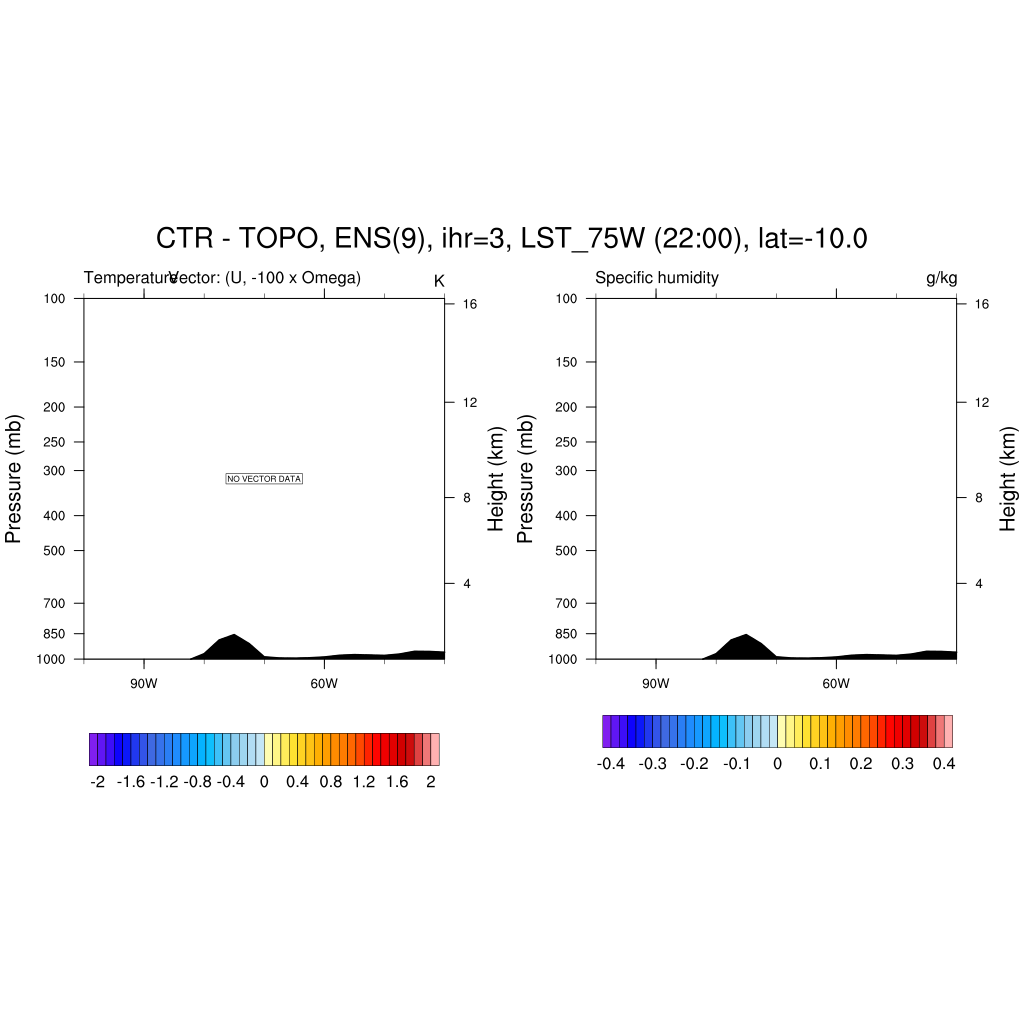 CTR - TOPO, ENS(9), ihr=3, LST_75W (22:00), lat=-10.0
Temperature Vector: (U, -100 x Omega) K
Specific humidity g/kg
100
150
200
250
300
400
500
700
850
1000
Pressure (mb)
NO VECTOR DATA
16
12
8
4
Height (km)
90W 60W
100
150
200
250
300
400
500
700
850
1000
Pressure (mb)
16
12
8
4
Height (km)
90W 60W
-2 -1.6 -1.2 -0.8 -0.4 0 0.4 0.8 1.2 1.6 2
-0.4 -0.3 -0.2 -0.1 0 0.1 0.2 0.3 0.4